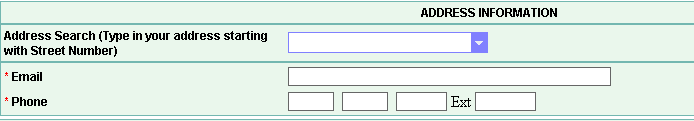 ADDRESS INFORMATION
Address Search (Type in your address starting
with Street Number)
* Email
* Phone
Ext